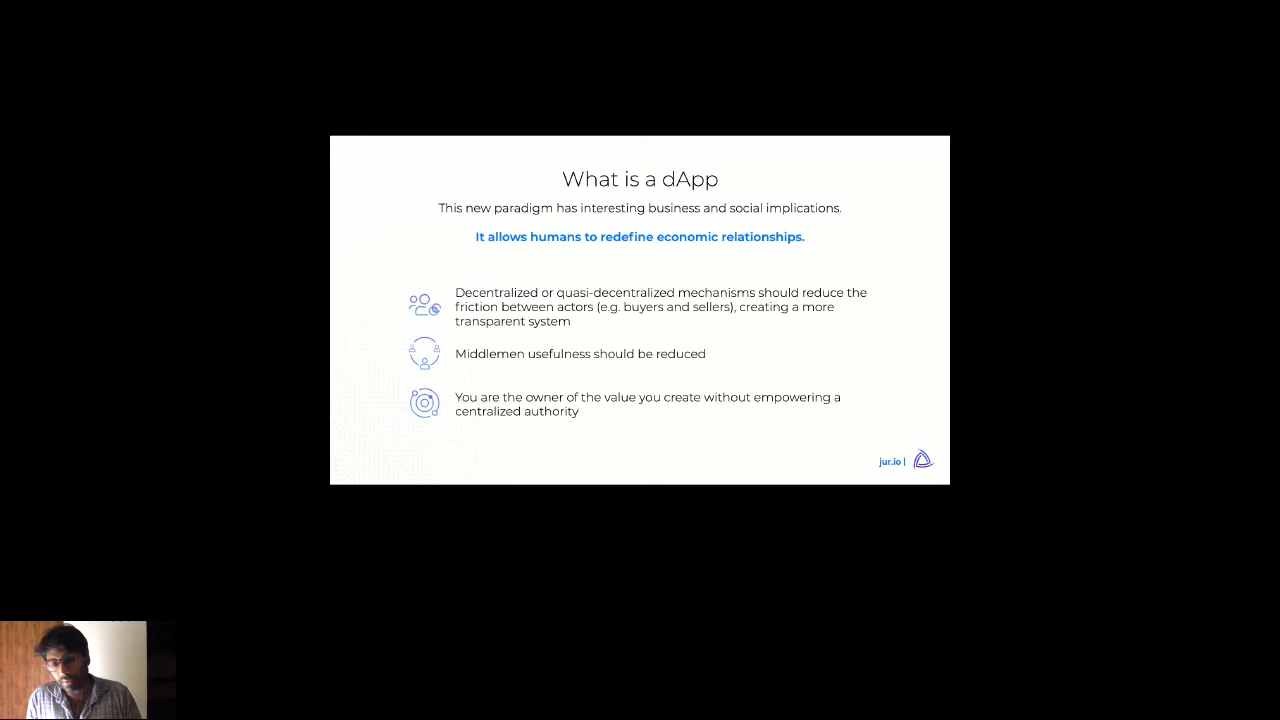 What is a dApp
This new paradigm has interesting business and social implications.
It allows humans to redefine economic relationships.
Decentralized or quasi-decentralized mechanisms should reduce the
friction between actors (e.g. buyers and sellers), creating a more
transparent system
Middlemen usefulness should be reduced
You are the owner of the value you create without empowering a
centralized authority
jur.io |